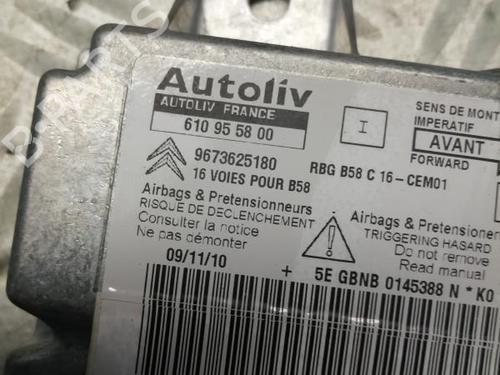 B-PARTS
Autoliv
AUTOLIV FRANCE
610 95 58 00
9673625180
16 VOIES POUR B58
Airbags & Pretensionneurs
RISQUE DE DECLENCHEMENT
Consulter la notice
Ne pas démonter
09/11/10
I
SENS DE MONT
IMPERATIF
AVANT
FORWARD
RBG B58 C 16-CEM01
Airbags & Pretensioner
TRIGGERING HASARD
Do not remove
Read manual
+ 5E GBNB 0145388 N * K0